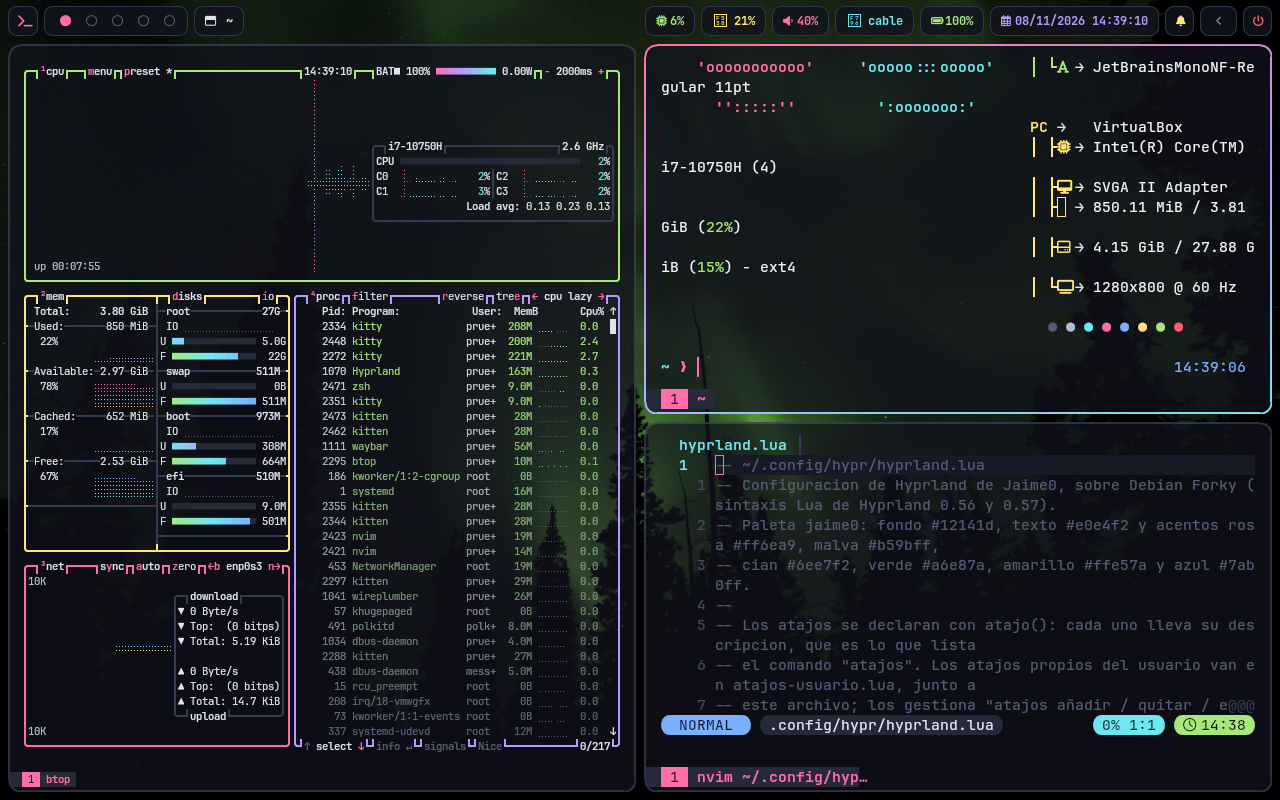 ~
6%
21%
40%
cable
100%
08/11/2026 14:39:10
¹cpu menu preset * 14:39:10 BAT■ 100% 0.00W - 2000ms +
i7-10750H 2.6 GHz
CPU 2%
C0 2% C2 2%
C1 3% C3 2%
Load avg: 0.13 0.23 0.13
up 00:07:55
²mem disks io
Total: 3.80 GiB
Used: 850 MiB
22%
Available: 2.97 GiB
78%
Cached: 652 MiB
17%
Free: 2.53 GiB
67%
root 27G
IO
U 5.0G
F 22G
swap 511M
U 0B
F 511M
boot 973M
IO
U 308M
F 664M
efi 510M
IO
U 9.0M
F 501M
³net sync auto zero ←b enp0s3 n→
10K
download
▼ 0 Byte/s
▼ Top: (0 bitps)
▼ Total: 5.19 KiB
▲ 0 Byte/s
▲ Top: (0 bitps)
▲ Total: 14.7 KiB
upload
10K
⁴proc filter reverse tree ← cpu lazy →
Pid: Program: User: MemB Cpu% ↑
2334 kitty prue+ 208M 0.0
2448 kitty prue+ 200M 2.4
2272 kitty prue+ 221M 2.7
1070 Hyprland prue+ 163M 0.3
2471 zsh prue+ 9.0M 0.0
2351 kitty prue+ 9.0M 0.0
2473 kitten prue+ 28M 0.0
2462 kitten prue+ 28M 0.0
1111 waybar prue+ 56M 0.0
2295 btop prue+ 10M 0.1
186 kworker/1:2-cgroup root 0B 0.0
1 systemd root 16M 0.0
2355 kitten prue+ 28M 0.0
2344 kitten prue+ 28M 0.0
2423 nvim prue+ 19M 0.0
2421 nvim prue+ 14M 0.0
453 NetworkManager root 19M 0.0
2297 kitten prue+ 29M 0.0
1041 wireplumber prue+ 26M 0.0
57 khugepaged root 0B 0.0
491 polkitd polk+ 8.0M 0.0
1034 dbus-daemon prue+ 4.0M 0.0
2288 kitten prue+ 27M 0.0
438 dbus-daemon mess+ 5.0M 0.0
15 rcu_preempt root 0B 0.0
208 irq/18-vmwgfx root 0B 0.0
73 kworker/1:1-events root 0B 0.0
337 systemd-udevd root 12M 0.0 ↓
↑ select ↓ info ↵ signals Nice 0/217
1 btop
'ooooooooooo' 'ooooo:::ooooo' │ └A → JetBrainsMonoNF-Re
gular 11pt
'':::::'' ':ooooooo:'
PC → VirtualBox
│ ├ → Intel(R) Core(TM)
i7-10750H (4)
│ ├ → SVGA II Adapter
│ ├ → 850.11 MiB / 3.81
GiB (22%)
│ ├ → 4.15 GiB / 27.88 G
iB (15%) - ext4
│ └ → 1280x800 @ 60 Hz
~ ❯ 14:39:06
1 ~
hyprland.lua
1 -- ~/.config/hypr/hyprland.lua
1 -- Configuracion de Hyprland de Jaime0, sobre Debian Forky (
sintaxis Lua de Hyprland 0.56 y 0.57).
2 -- Paleta jaime0: fondo #12141d, texto #e0e4f2 y acentos ros
a #ff6ea9, malva #b59bff,
3 -- cian #6ee7f2, verde #a6e87a, amarillo #ffe57a y azul #7ab
0ff.
4 --
5 -- Los atajos se declaran con atajo(): cada uno lleva su des
cripcion, que es lo que lista
6 -- el comando "atajos". Los atajos propios del usuario van e
n atajos-usuario.lua, junto a
7 -- este archivo; los gestiona "atajos añadir / quitar / e@@@
NORMAL .config/hypr/hyprland.lua 0% 1:1 14:38
1 nvim ~/.config/hyp…